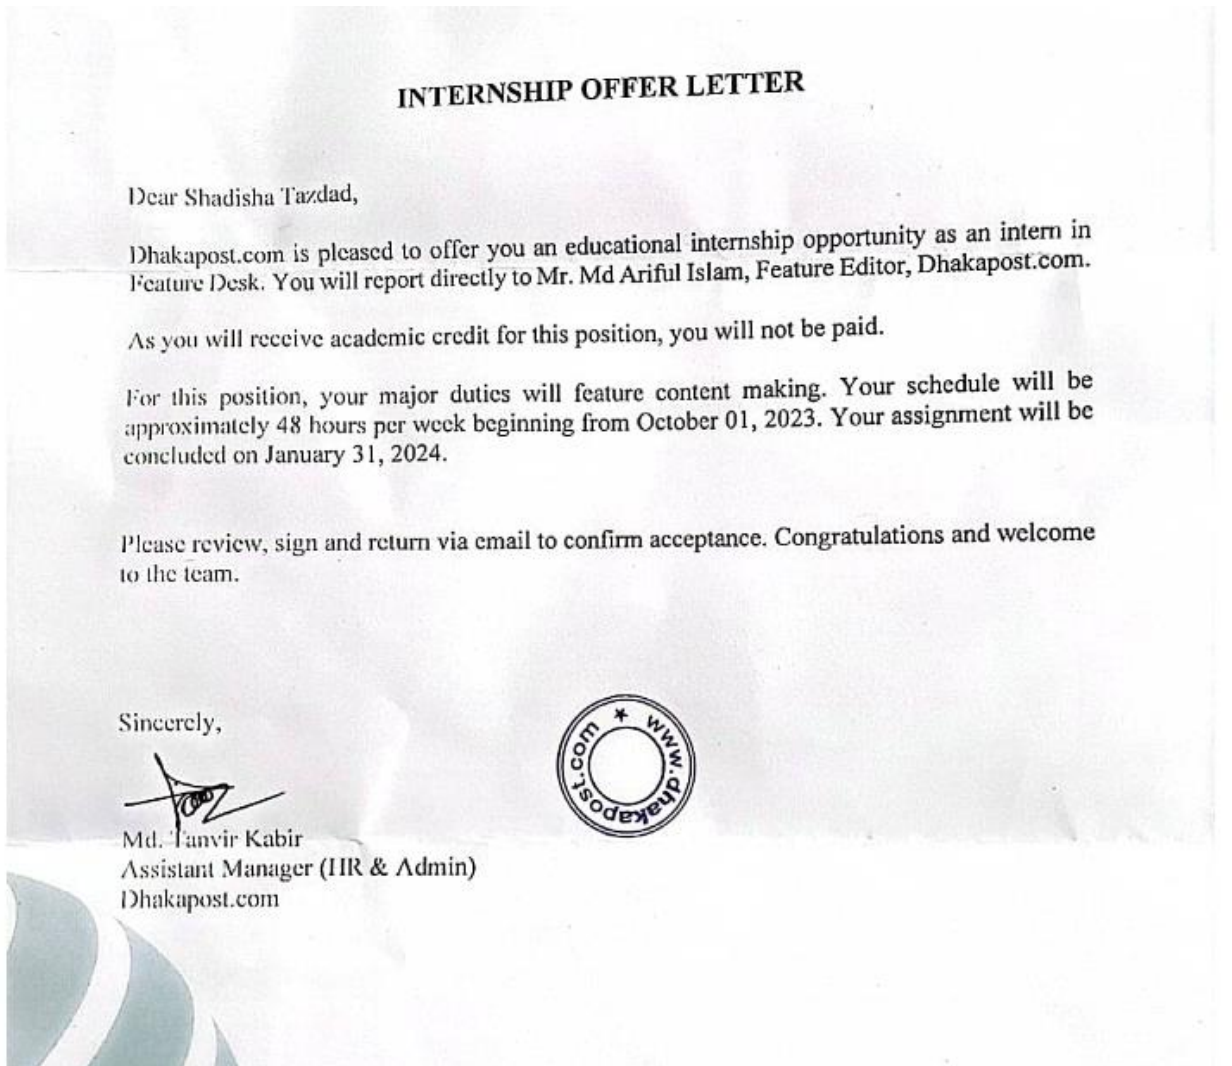 INTERNSHIP OFFER LETTER
Dear Shadisha Tazdad,
Dhakapost.com is pleased to offer you an educational internship opportunity as an intern in
Feature Desk. You will report directly to Mr. Md Ariful Islam, Feature Editor, Dhakapost.com.
As you will receive academic credit for this position, you will not be paid.
For this position, your major duties will feature content making. Your schedule will be
approximately 48 hours per week beginning from October 01, 2023. Your assignment will be
concluded on January 31, 2024.
Please review, sign and return via email to confirm acceptance. Congratulations and welcome
to the team.
Sincerely,
★ www.dhakapost.com
Md. Tanvir Kabir
Assistant Manager (HR & Admin)
Dhakapost.com